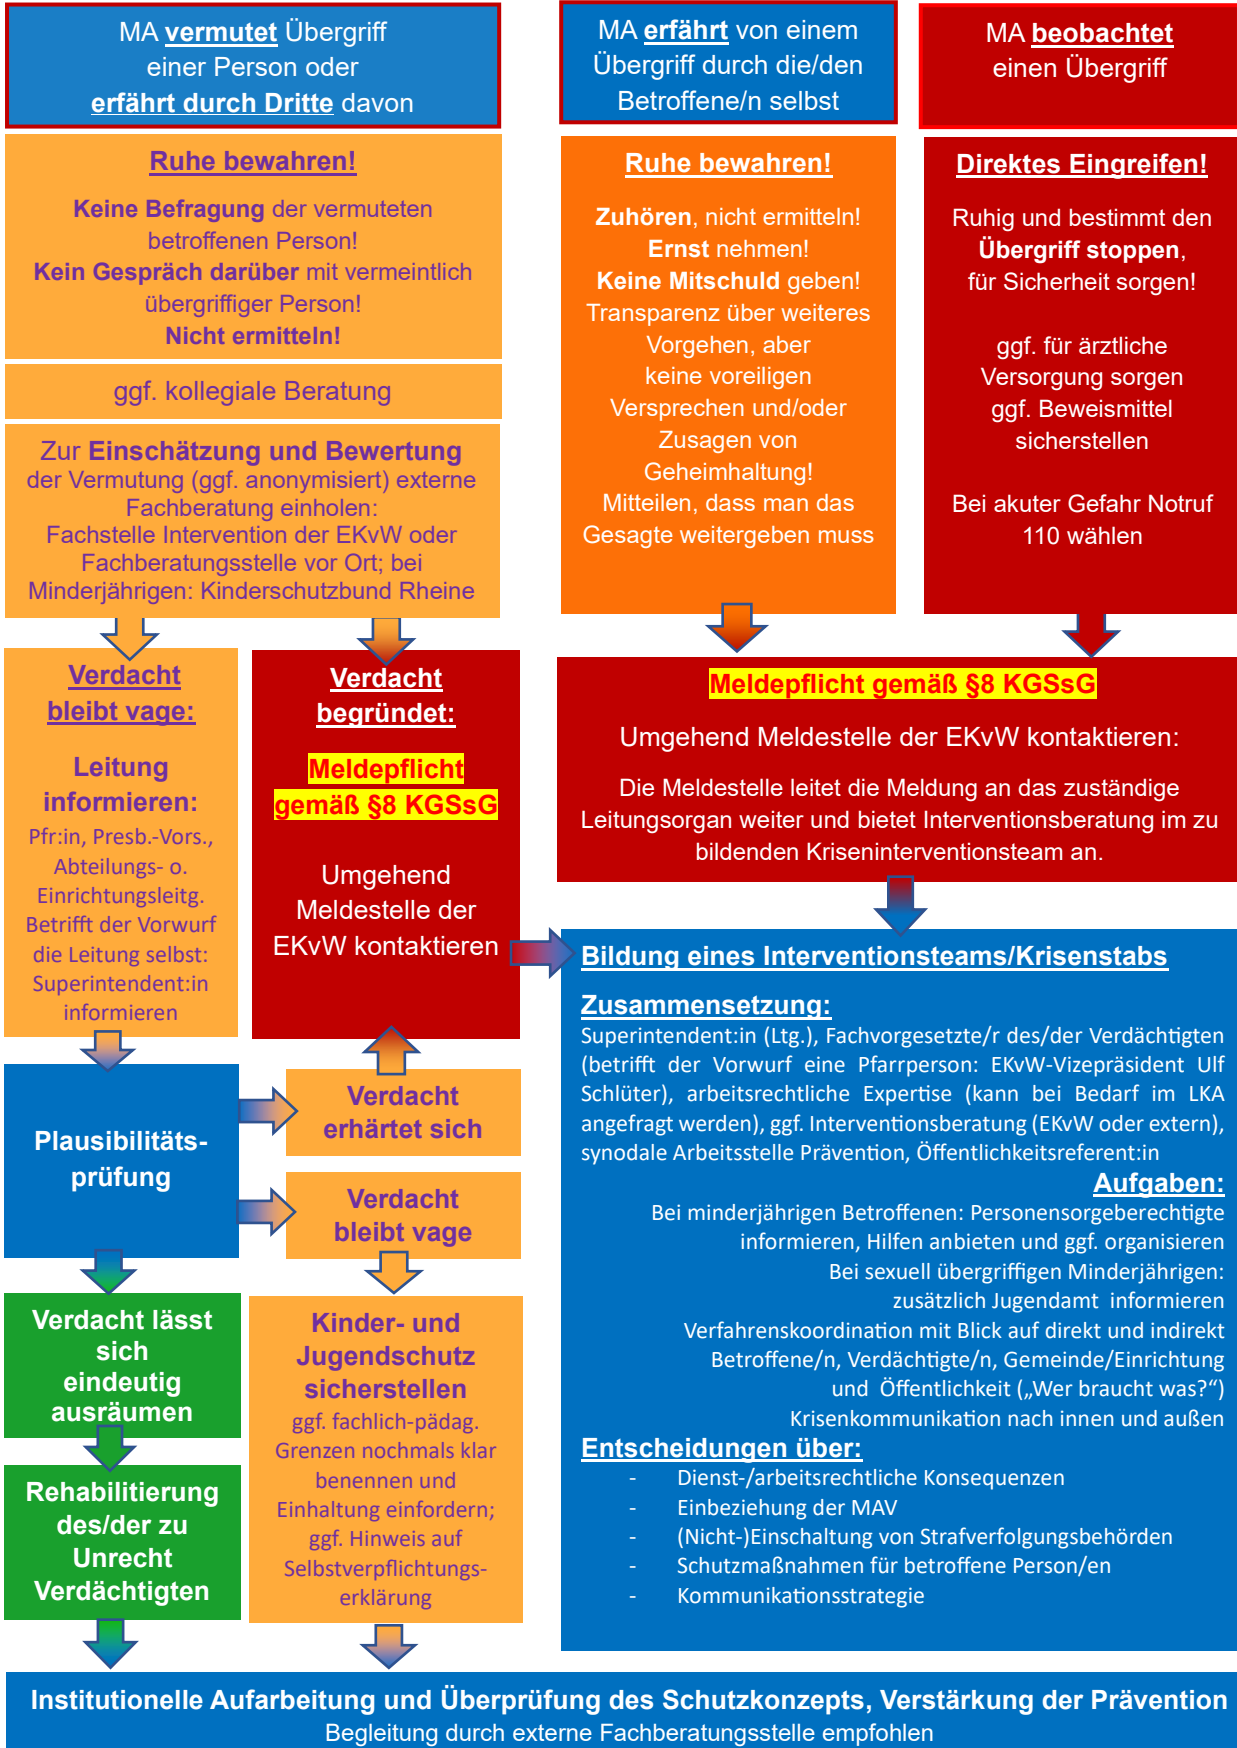 MA vermutet Übergriff
einer Person oder
erfährt durch Dritte davon
MA erfährt von einem
Übergriff durch die/den
Betroffene/n selbst
MA beobachtet
einen Übergriff
Ruhe bewahren!
Keine Befragung der vermuteten
betroffenen Person!
Kein Gespräch darüber mit vermeintlich
übergriffiger Person!
Nicht ermitteln!
ggf. kollegiale Beratung
Zur Einschätzung und Bewertung
der Vermutung (ggf. anonymisiert) externe
Fachberatung einholen:
Fachstelle Intervention der EKvW oder
Fachberatungsstelle vor Ort; bei
Minderjährigen: Kinderschutzbund Rheine
Ruhe bewahren!
Zuhören, nicht ermitteln!
Ernst nehmen!
Keine Mitschuld geben!
Transparenz über weiteres
Vorgehen, aber
keine voreiligen
Versprechen und/oder
Zusagen von
Geheimhaltung!
Mitteilen, dass man das
Gesagte weitergeben muss
Direktes Eingreifen!
Ruhig und bestimmt den
Übergriff stoppen,
für Sicherheit sorgen!
ggf. für ärztliche
Versorgung sorgen
ggf. Beweismittel
sicherstellen
Bei akuter Gefahr Notruf
110 wählen
Verdacht
bleibt vage:
Leitung
informieren:
Pfr:in, Presb.-Vors.,
Abteilungs- o.
Einrichtungsleitg.
Betrifft der Vorwurf
die Leitung selbst:
Superintendent:in
informieren
Verdacht
begründet:
Meldepflicht
gemäß §8 KGSsG
Umgehend
Meldestelle der
EKvW kontaktieren
Meldepflicht gemäß §8 KGSsG
Umgehend Meldestelle der EKvW kontaktieren:
Die Meldestelle leitet die Meldung an das zuständige
Leitungsorgan weiter und bietet Interventionsberatung im zu
bildenden Kriseninterventionsteam an.
Plausibilitäts-
prüfung
Verdacht
erhärtet sich
Verdacht
bleibt vage
Verdacht lässt
sich
eindeutig
ausräumen
Rehabilitierung
des/der zu
Unrecht
Verdächtigten
Kinder- und
Jugendschutz
sicherstellen
ggf. fachlich-pädag.
Grenzen nochmals klar
benennen und
Einhaltung einfordern;
ggf. Hinweis auf
Selbstverpflichtungs-
erklärung
Bildung eines Interventionsteams/Krisenstabs
Zusammensetzung:
Superintendent:in (Ltg.), Fachvorgesetzte/r des/der Verdächtigten
(betrifft der Vorwurf eine Pfarrperson: EKvW-Vizepräsident Ulf
Schlüter), arbeitsrechtliche Expertise (kann bei Bedarf im LKA
angefragt werden), ggf. Interventionsberatung (EKvW oder extern),
synodale Arbeitsstelle Prävention, Öffentlichkeitsreferent:in
Aufgaben:
Bei minderjährigen Betroffenen: Personensorgeberechtigte
informieren, Hilfen anbieten und ggf. organisieren
Bei sexuell übergriffigen Minderjährigen:
zusätzlich Jugendamt informieren
Verfahrenskoordination mit Blick auf direkt und indirekt
Betroffene/n, Verdächtigte/n, Gemeinde/Einrichtung
und Öffentlichkeit („Wer braucht was?“)
Krisenkommunikation nach innen und außen
Entscheidungen über:
- Dienst-/arbeitsrechtliche Konsequenzen
- Einbeziehung der MAV
- (Nicht-)Einschaltung von Strafverfolgungsbehörden
- Schutzmaßnahmen für betroffene Person/en
- Kommunikationsstrategie
Institutionelle Aufarbeitung und Überprüfung des Schutzkonzepts, Verstärkung der Prävention
Begleitung durch externe Fachberatungsstelle empfohlen